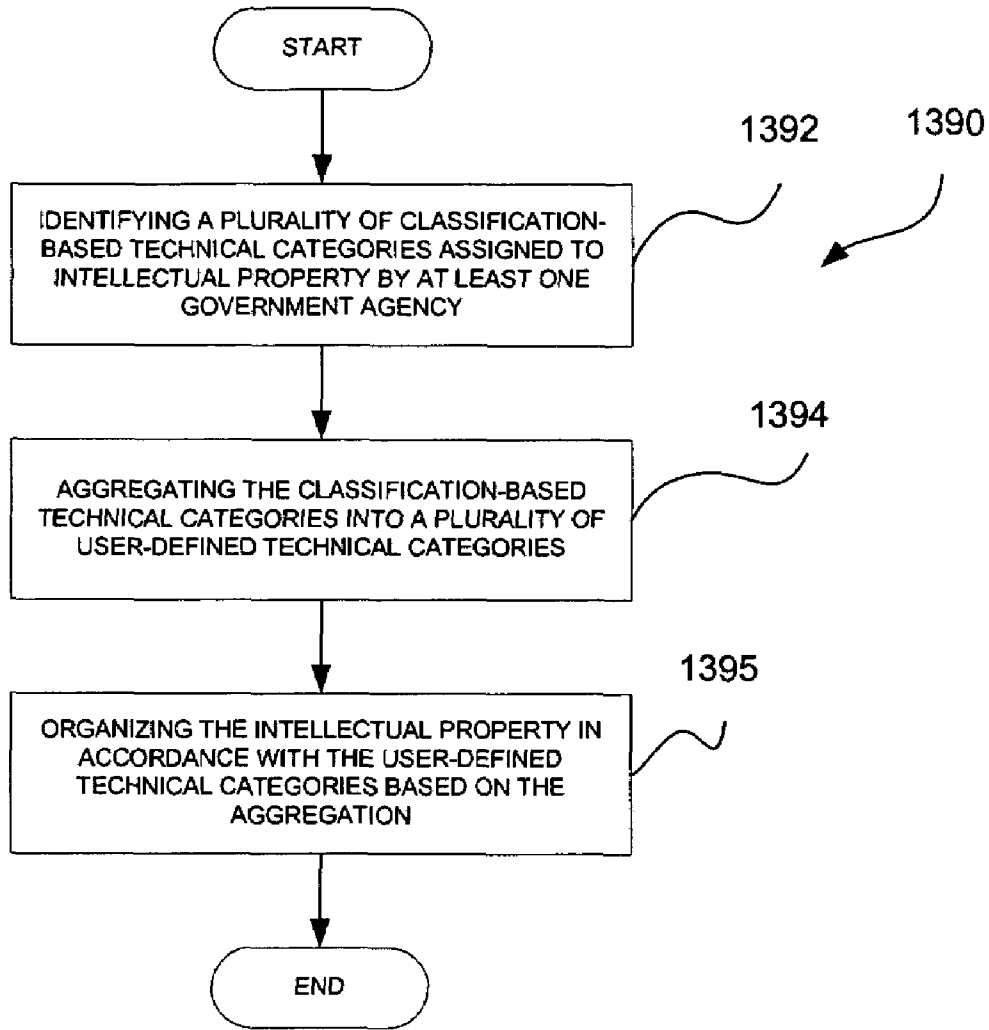 START
1392
1390
IDENTIFYING A PLURALITY OF CLASSIFICATION-
BASED TECHNICAL CATEGORIES ASSIGNED TO
INTELLECTUAL PROPERTY BY AT LEAST ONE
GOVERNMENT AGENCY
1394
AGGREGATING THE CLASSIFICATION-BASED
TECHNICAL CATEGORIES INTO A PLURALITY OF
USER-DEFINED TECHNICAL CATEGORIES
1395
ORGANIZING THE INTELLECTUAL PROPERTY IN
ACCORDANCE WITH THE USER-DEFINED
TECHNICAL CATEGORIES BASED ON THE
AGGREGATION
END